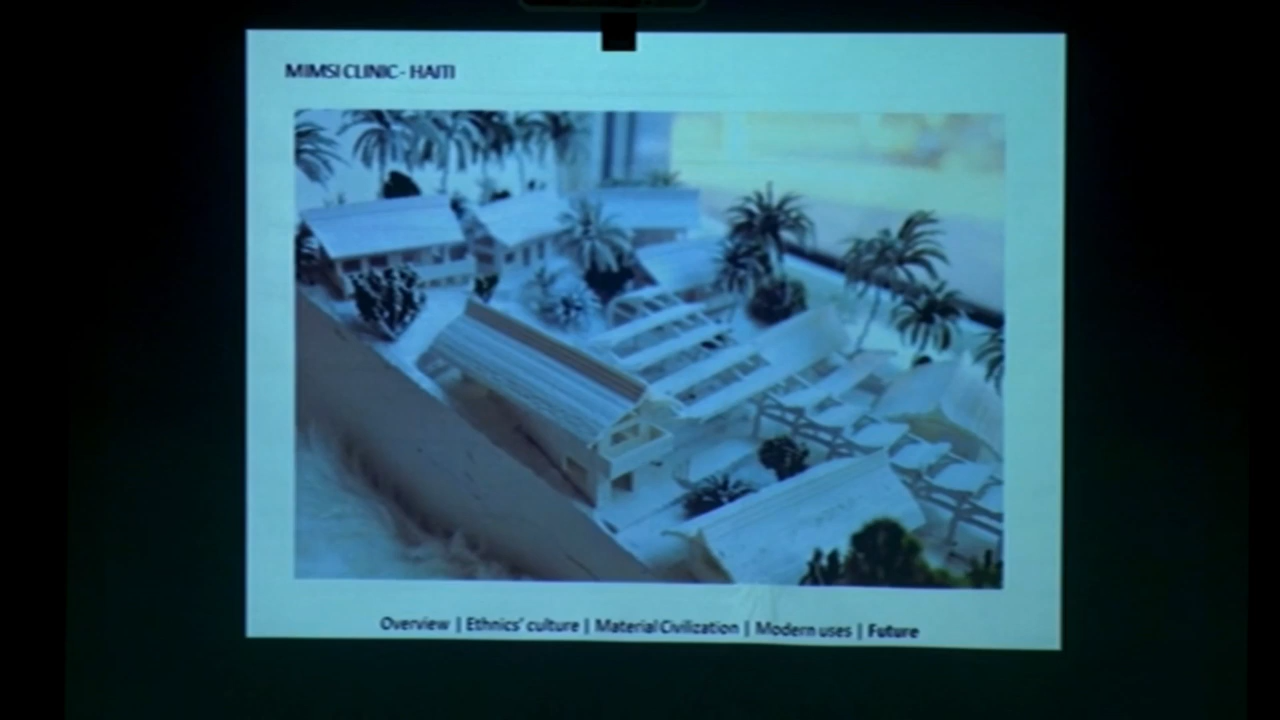 MIMSI CLINIC - HAITI
Overview | Ethnics' culture | Material Civilization | Modern uses | Future